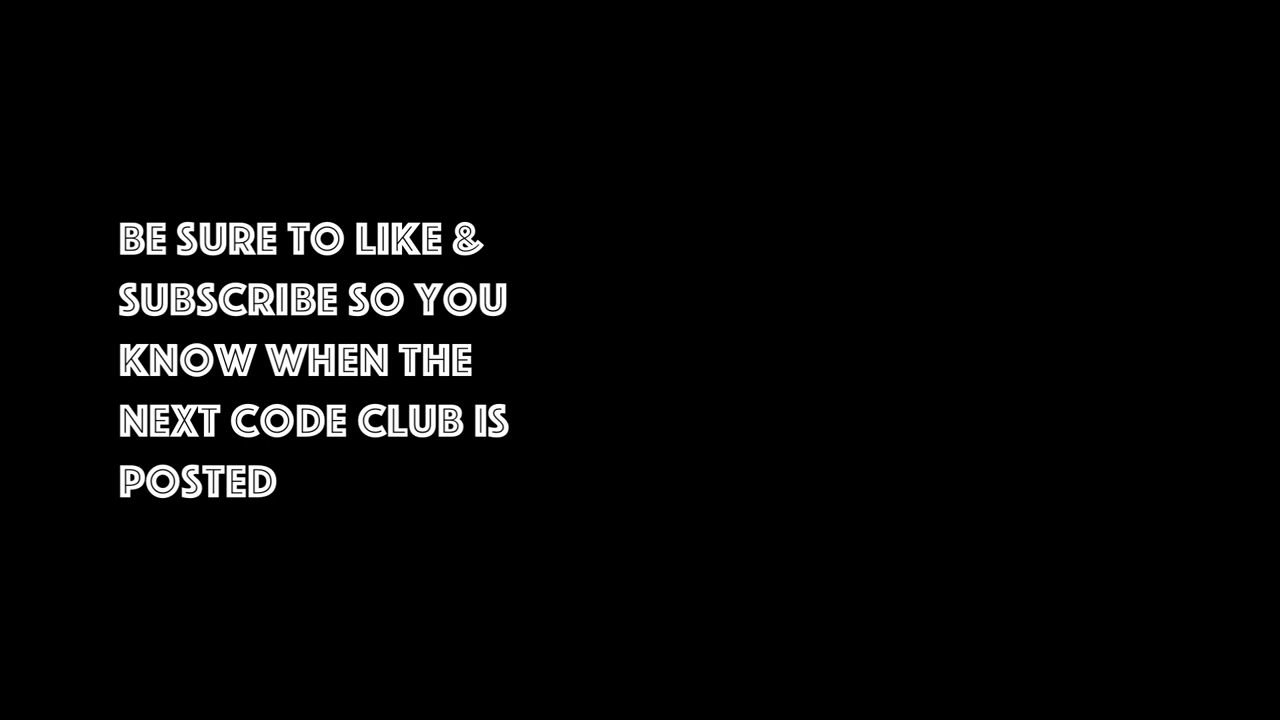 BE SURE TO LIKE &
SUBSCRIBE SO YOU
KNOW WHEN THE
NEXT CODE CLUB IS
POSTED